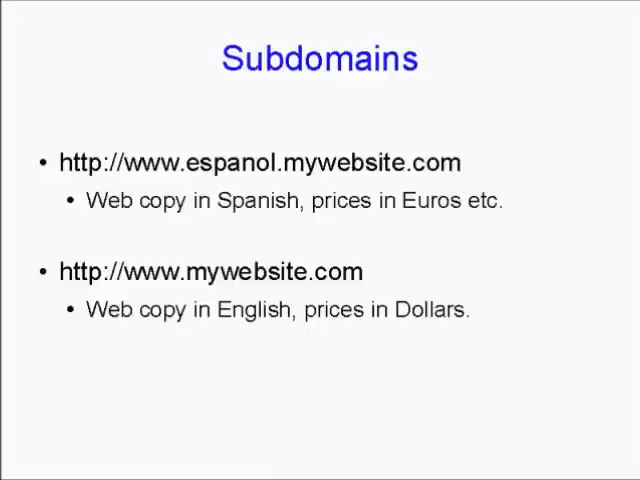 Subdomains
• http://www.espanol.mywebsite.com
• Web copy in Spanish, prices in Euros etc.
• http://www.mywebsite.com
• Web copy in English, prices in Dollars.